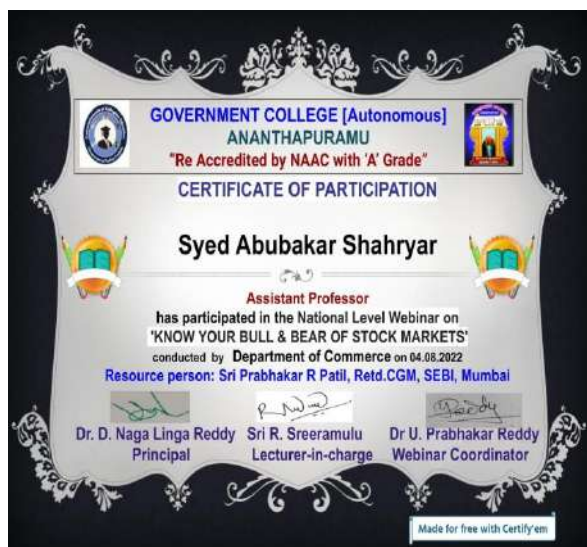 GOVERNMENT COLLEGE [Autonomous]
ANANTHAPURAMU
"Re Accredited by NAAC with 'A' Grade"
CERTIFICATE OF PARTICIPATION
Syed Abubakar Shahryar
Assistant Professor
has participated in the National Level Webinar on
'KNOW YOUR BULL & BEAR OF STOCK MARKETS'
conducted by Department of Commerce on 04.08.2022
Resource person: Sri Prabhakar R Patil, Retd.CGM, SEBI, Mumbai
Dr. D. Naga Linga Reddy Sri R. Sreeramulu Dr U. Prabhakar Reddy
Principal Lecturer-in-charge Webinar Coordinator
Made for free with Certify'em